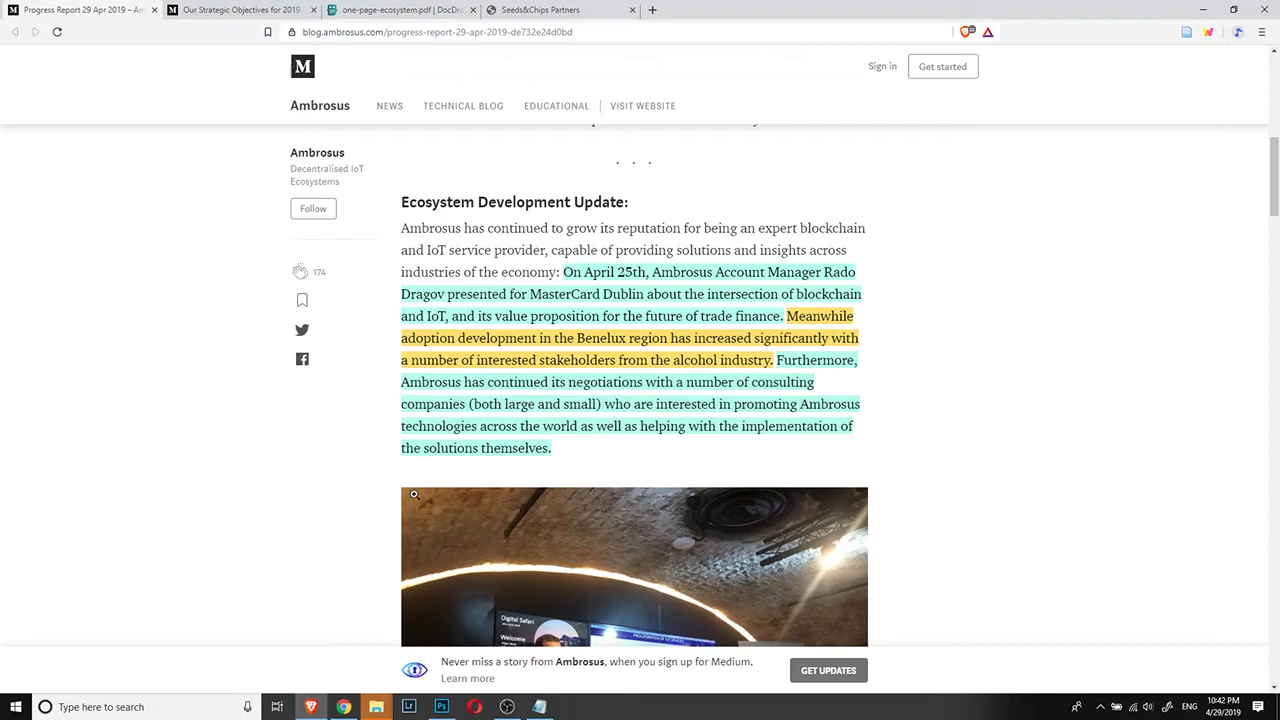 Progress Report 29 Apr 2019 – Am
Our Strategic Objectives for 2019
one-page-ecosystem.pdf | DocDro
Seeds&Chips Partners
blog.ambrosus.com/progress-report-29-apr-2019-de732e24d0bd
M
Sign in
Get started
Ambrosus
NEWS
TECHNICAL BLOG
EDUCATIONAL
VISIT WEBSITE
Ambrosus
Decentralised IoT
Ecosystems
Follow
174
Ecosystem Development Update:
Ambrosus has continued to grow its reputation for being an expert blockchain
and IoT service provider, capable of providing solutions and insights across
industries of the economy: On April 25th, Ambrosus Account Manager Rado
Dragov presented for MasterCard Dublin about the intersection of blockchain
and IoT, and its value proposition for the future of trade finance. Meanwhile
adoption development in the Benelux region has increased significantly with
a number of interested stakeholders from the alcohol industry. Furthermore,
Ambrosus has continued its negotiations with a number of consulting
companies (both large and small) who are interested in promoting Ambrosus
technologies across the world as well as helping with the implementation of
the solutions themselves.
Digital Safari
Welcome
Never miss a story from Ambrosus, when you sign up for Medium.
Learn more
GET UPDATES
Type here to search
ENG
10:42 PM
4/29/2019